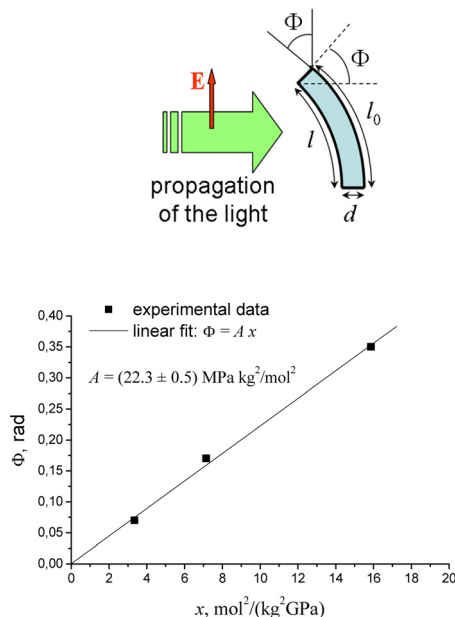 Φ
Φ
E
l₀
l
propagation
of the light
d
experimental data
linear fit: Φ = A x
A = (22.3 ± 0.5) MPa kg²/mol²
0,40
0,35
0,30
0,25
0,20
0,15
0,10
0,05
0,00
Φ, rad
0 2 4 6 8 10 12 14 16 18 20
x, mol²/(kg²GPa)